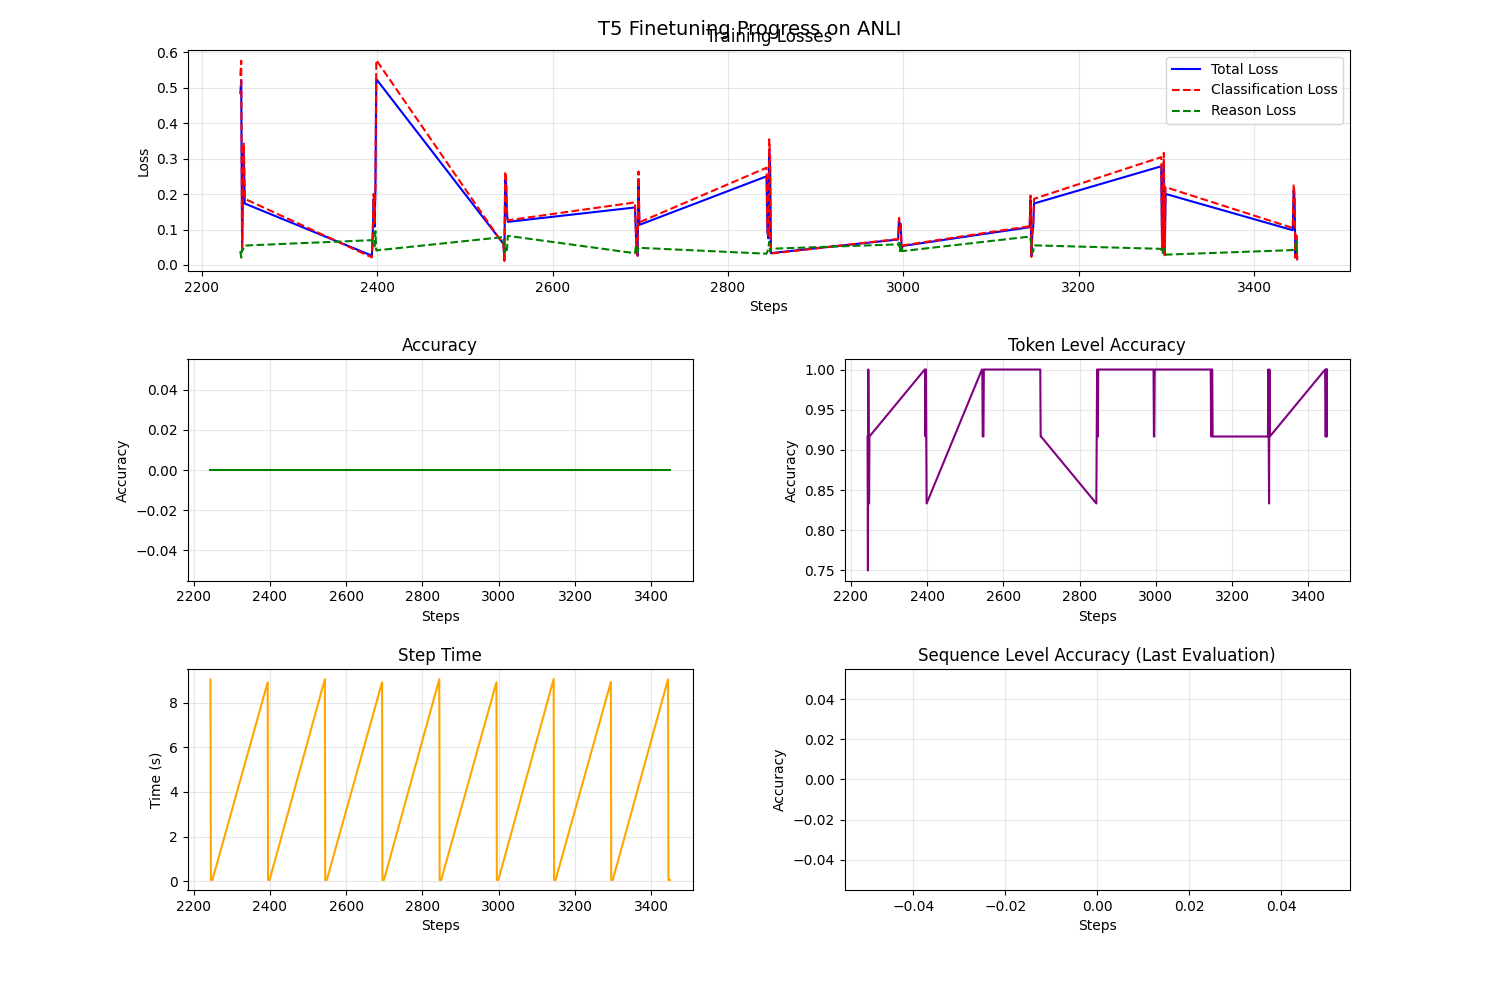 T5 Finetuning Progress on ANLI
Training Losses
0.6
0.5
0.4
0.3
0.2
0.1
0.0
Loss
Total Loss
Classification Loss
Reason Loss
2200 2400 2600 2800 3000 3200 3400
Steps
Accuracy
0.04
0.02
0.00
−0.02
−0.04
Accuracy
2200 2400 2600 2800 3000 3200 3400
Steps
Token Level Accuracy
1.00
0.95
0.90
0.85
0.80
0.75
Accuracy
2200 2400 2600 2800 3000 3200 3400
Steps
Step Time
8
6
4
2
0
Time (s)
2200 2400 2600 2800 3000 3200 3400
Steps
Sequence Level Accuracy (Last Evaluation)
0.04
0.02
0.00
−0.02
−0.04
Accuracy
−0.04 −0.02 0.00 0.02 0.04
Steps